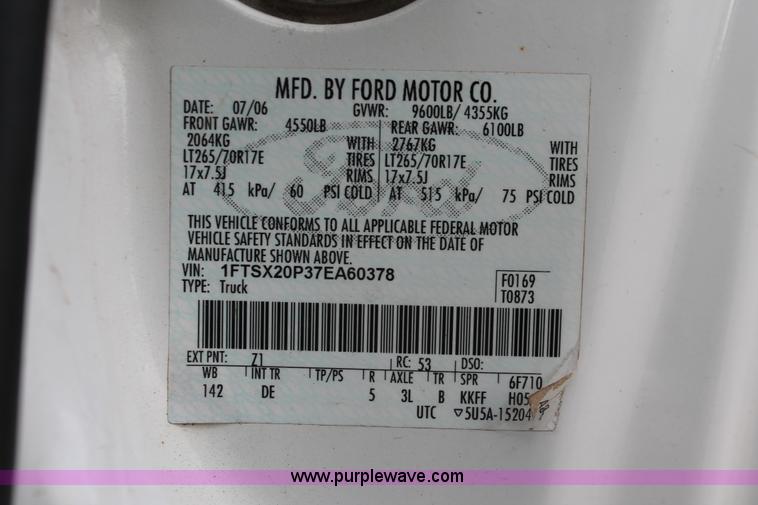 MFD. BY FORD MOTOR CO.
DATE: 07/06 GVWR: 9600LB/ 4355KG
FRONT GAWR: 4550LB REAR GAWR: 6100LB
2064KG WITH 2767KG WITH
LT265/70R17E TIRES LT265/70R17E TIRES
17x7.5J RIMS 17x7.5J RIMS
AT 415 kPa/ 60 PSI COLD AT 515 kPa/ 75 PSI COLD
Ford
THIS VEHICLE CONFORMS TO ALL APPLICABLE FEDERAL MOTOR
VEHICLE SAFETY STANDARDS IN EFFECT ON THE DATE OF
MANUFACTURE SHOWN ABOVE.
VIN: 1FTSX20P37EA60378 F0169
TYPE: Truck T0873
EXT PNT: Z1 RC: 53 DSO:
WB INT TR TP/PS R AXLE TR SPR 6F710
142 DE 5 3L B KKFF H05
UTC ▽5U5A-15204
www.purplewave.com